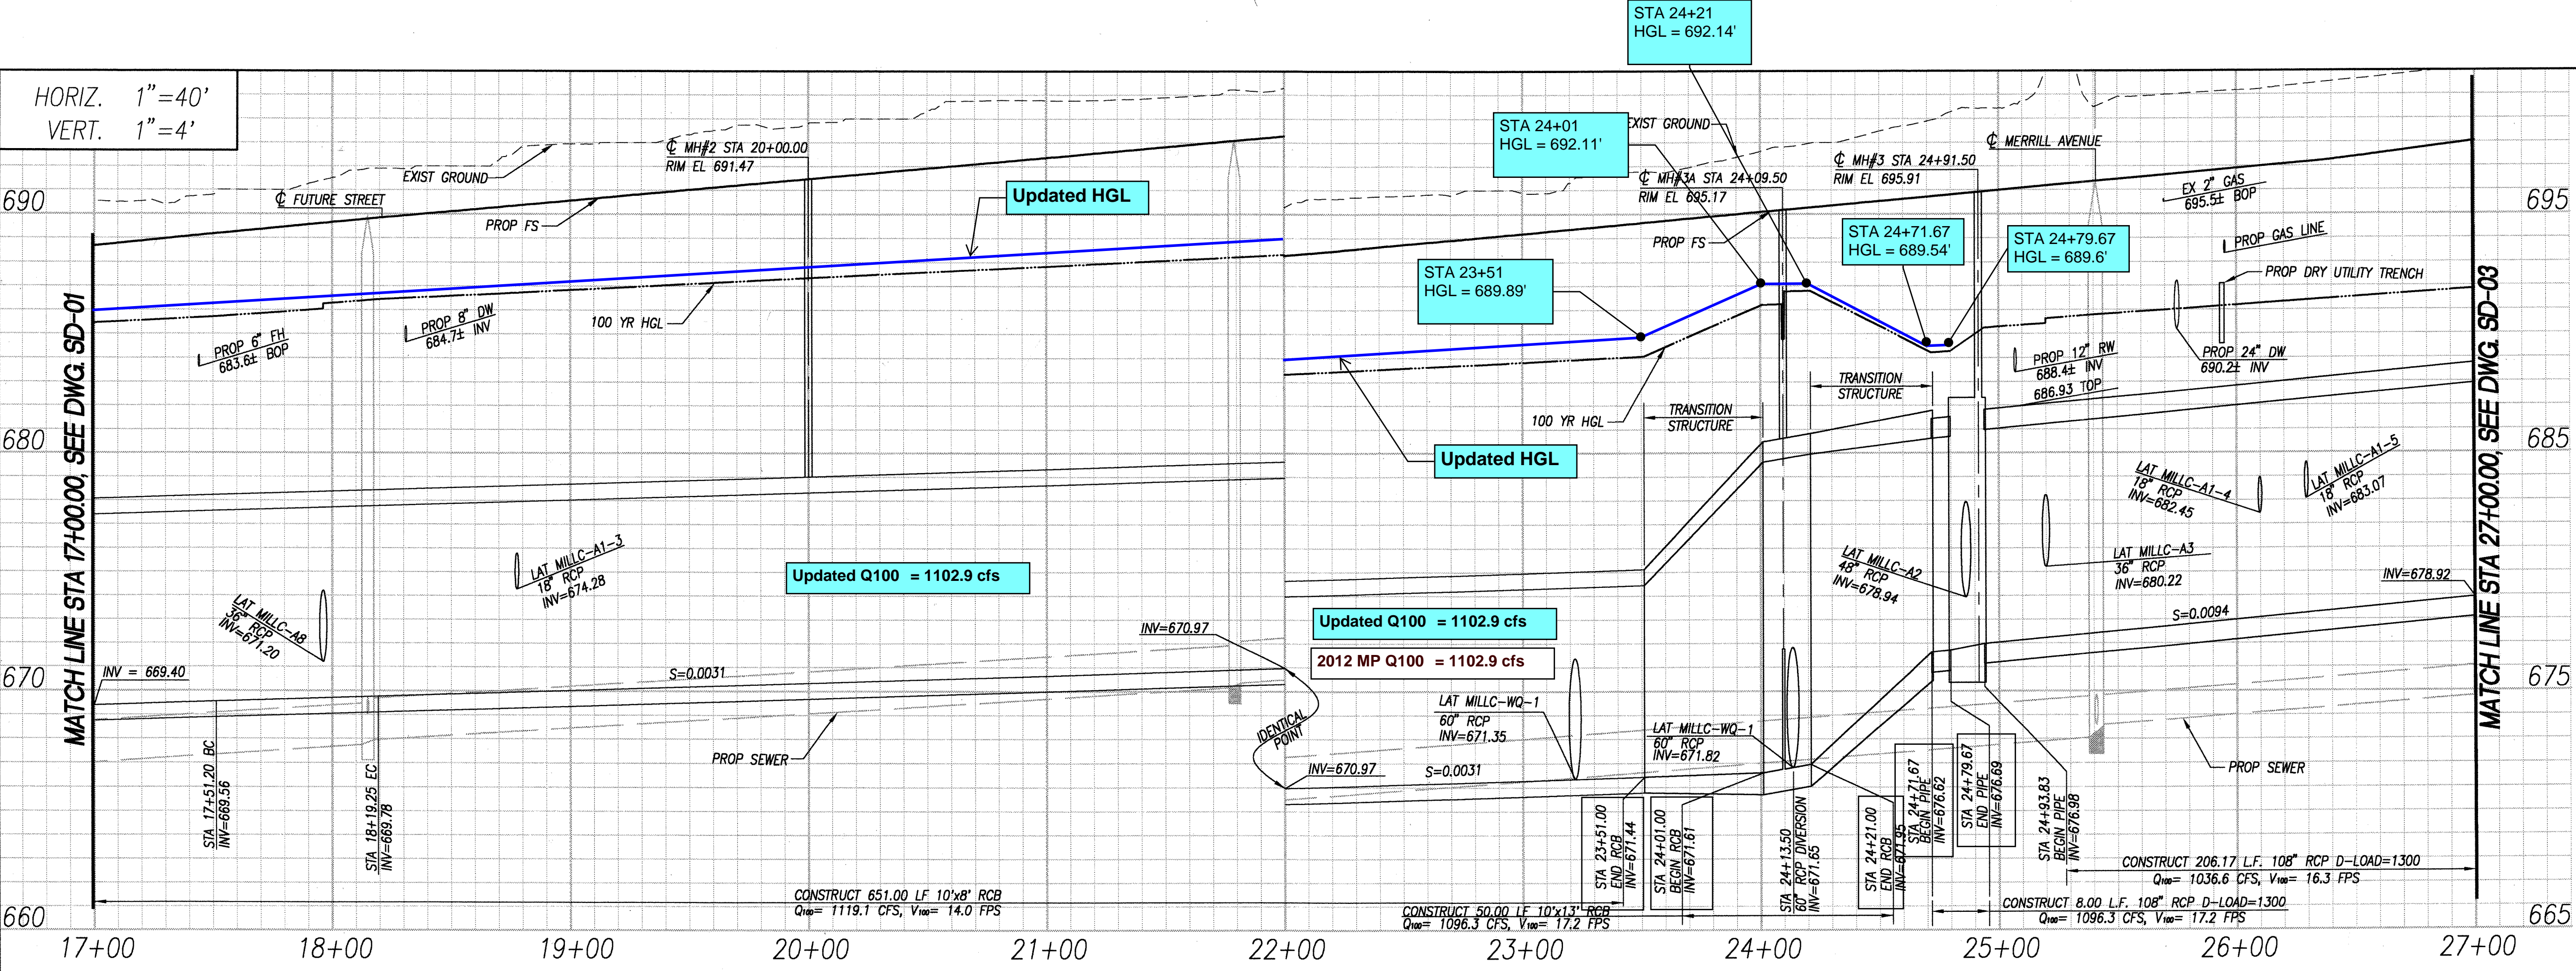 STA 24+21
HGL = 692.14'
HORIZ. 1"=40'
VERT. 1"=4'
STA 24+01
HGL = 692.11'
EXIST GROUND
℄ MH#2 STA 20+00.00
RIM EL 691.47
EXIST GROUND
℄ FUTURE STREET
PROP FS
Updated HGL
℄ MH#3A STA 24+09.50
RIM EL 695.17
PROP FS
℄ MH#3 STA 24+91.50
RIM EL 695.91
℄ MERRILL AVENUE
EX 2" GAS
695.5± BOP
PROP GAS LINE
PROP DRY UTILITY TRENCH
STA 24+71.67
HGL = 689.54'
STA 24+79.67
HGL = 689.6'
STA 23+51
HGL = 689.89'
690
680
670
660
695
685
675
665
MATCH LINE STA 17+00.00, SEE DWG. SD-01
MATCH LINE STA 27+00.00, SEE DWG. SD-03
PROP 6" FH
683.6± BOP
PROP 8" DW
684.7± INV
100 YR HGL
100 YR HGL
Updated HGL
TRANSITION
STRUCTURE
TRANSITION
STRUCTURE
PROP 12" RW
688.4± INV
686.93 TOP
PROP 24" DW
690.2± INV
LAT MILLC-A8
36" RCP
INV=671.20
LAT MILLC-A1-3
18" RCP
INV=674.28
Updated Q100 = 1102.9 cfs
Updated Q100 = 1102.9 cfs
2012 MP Q100 = 1102.9 cfs
LAT MILLC-A2
48" RCP
INV=678.94
LAT MILLC-A1-4
18" RCP
INV=682.45
LAT MILLC-A1-5
18" RCP
INV=683.07
LAT MILLC-A3
36" RCP
INV=680.22
INV=678.92
S=0.0094
INV = 669.40
S=0.0031
INV=670.97
PROP SEWER
IDENTICAL
POINT
INV=670.97
S=0.0031
LAT MILLC-WQ-1
60" RCP
INV=671.35
LAT MILLC-WQ-1
60" RCP
INV=671.82
PROP SEWER
STA 17+51.20 BC
INV=669.56
STA 18+19.25 EC
INV=669.78
STA 23+51.00
END RCB
INV=671.44
STA 24+01.00
BEGIN RCB
INV=671.61
STA 24+13.50
60" RCP DIVERSION
INV=671.65
STA 24+21.00
END RCB
INV=671.95
STA 24+71.67
BEGIN PIPE
INV=676.62
STA 24+79.67
END PIPE
INV=676.69
STA 24+93.83
BEGIN PIPE
INV=676.98
CONSTRUCT 651.00 LF 10'x8' RCB
Q100= 1119.1 CFS, V100= 14.0 FPS
CONSTRUCT 50.00 LF 10'x13' RCB
Q100= 1096.3 CFS, V100= 17.2 FPS
CONSTRUCT 206.17 L.F. 108" RCP D-LOAD=1300
Q100= 1036.6 CFS, V100= 16.3 FPS
CONSTRUCT 8.00 L.F. 108" RCP D-LOAD=1300
Q100= 1096.3 CFS, V100= 17.2 FPS
17+00 18+00 19+00 20+00 21+00 22+00 23+00 24+00 25+00 26+00 27+00